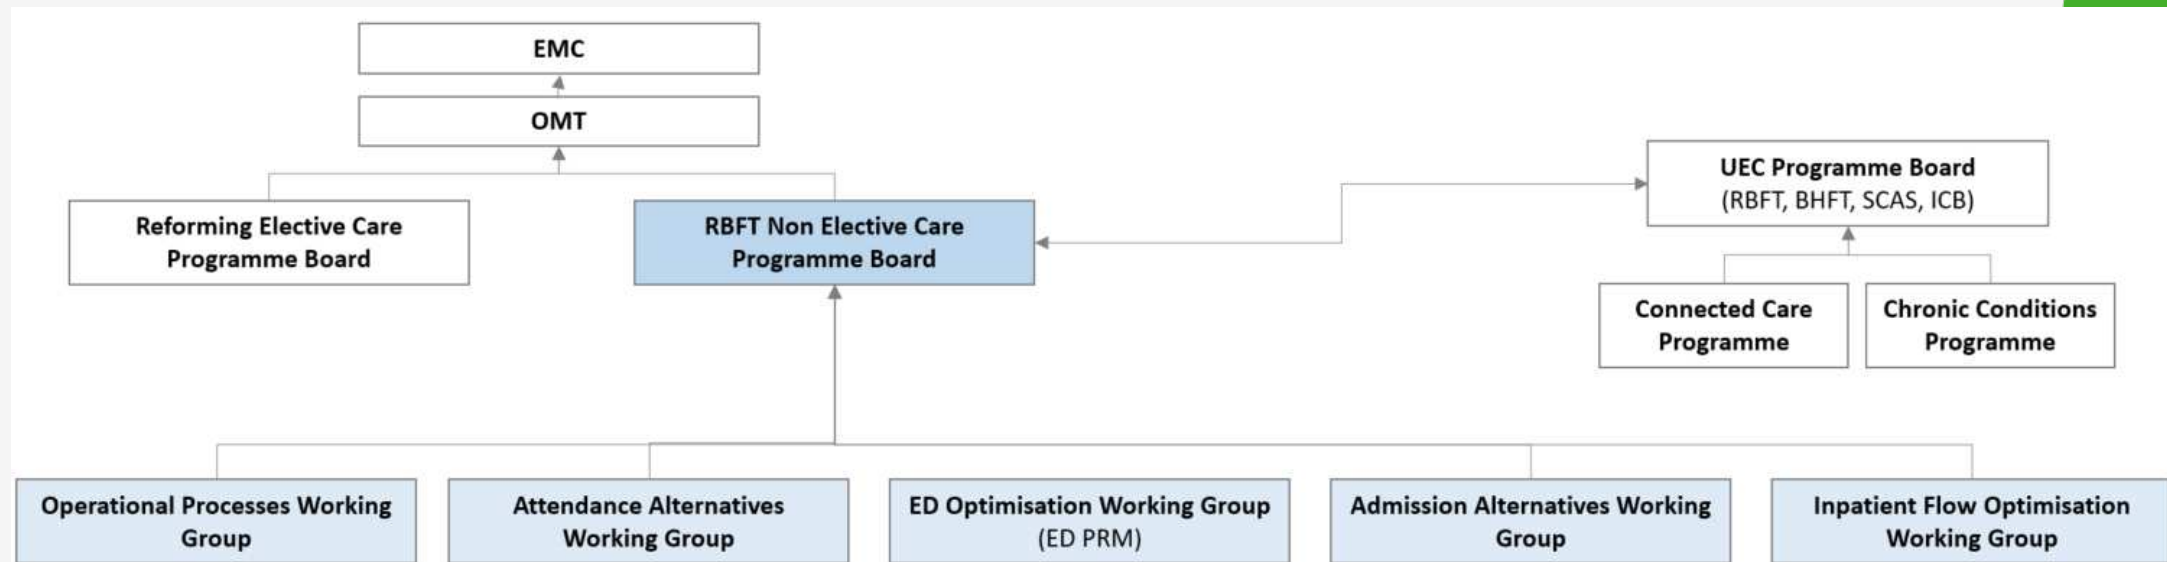 EMC
OMT
Reforming Elective Care
Programme Board
RBFT Non Elective Care
Programme Board
UEC Programme Board
(RBFT, BHFT, SCAS, ICB)
Connected Care
Programme
Chronic Conditions
Programme
Operational Processes Working
Group
Attendance Alternatives
Working Group
ED Optimisation Working Group
(ED PRM)
Admission Alternatives Working
Group
Inpatient Flow Optimisation
Working Group